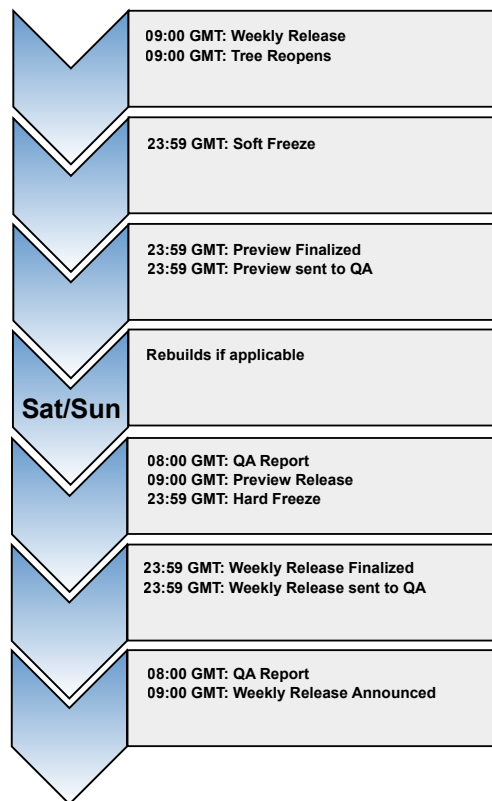 09:00 GMT: Weekly Release
09:00 GMT: Tree Reopens
23:59 GMT: Soft Freeze
23:59 GMT: Preview Finalized
23:59 GMT: Preview sent to QA
Sat/Sun
Rebuilds if applicable
08:00 GMT: QA Report
09:00 GMT: Preview Release
23:59 GMT: Hard Freeze
23:59 GMT: Weekly Release Finalized
23:59 GMT: Weekly Release sent to QA
08:00 GMT: QA Report
09:00 GMT: Weekly Release Announced